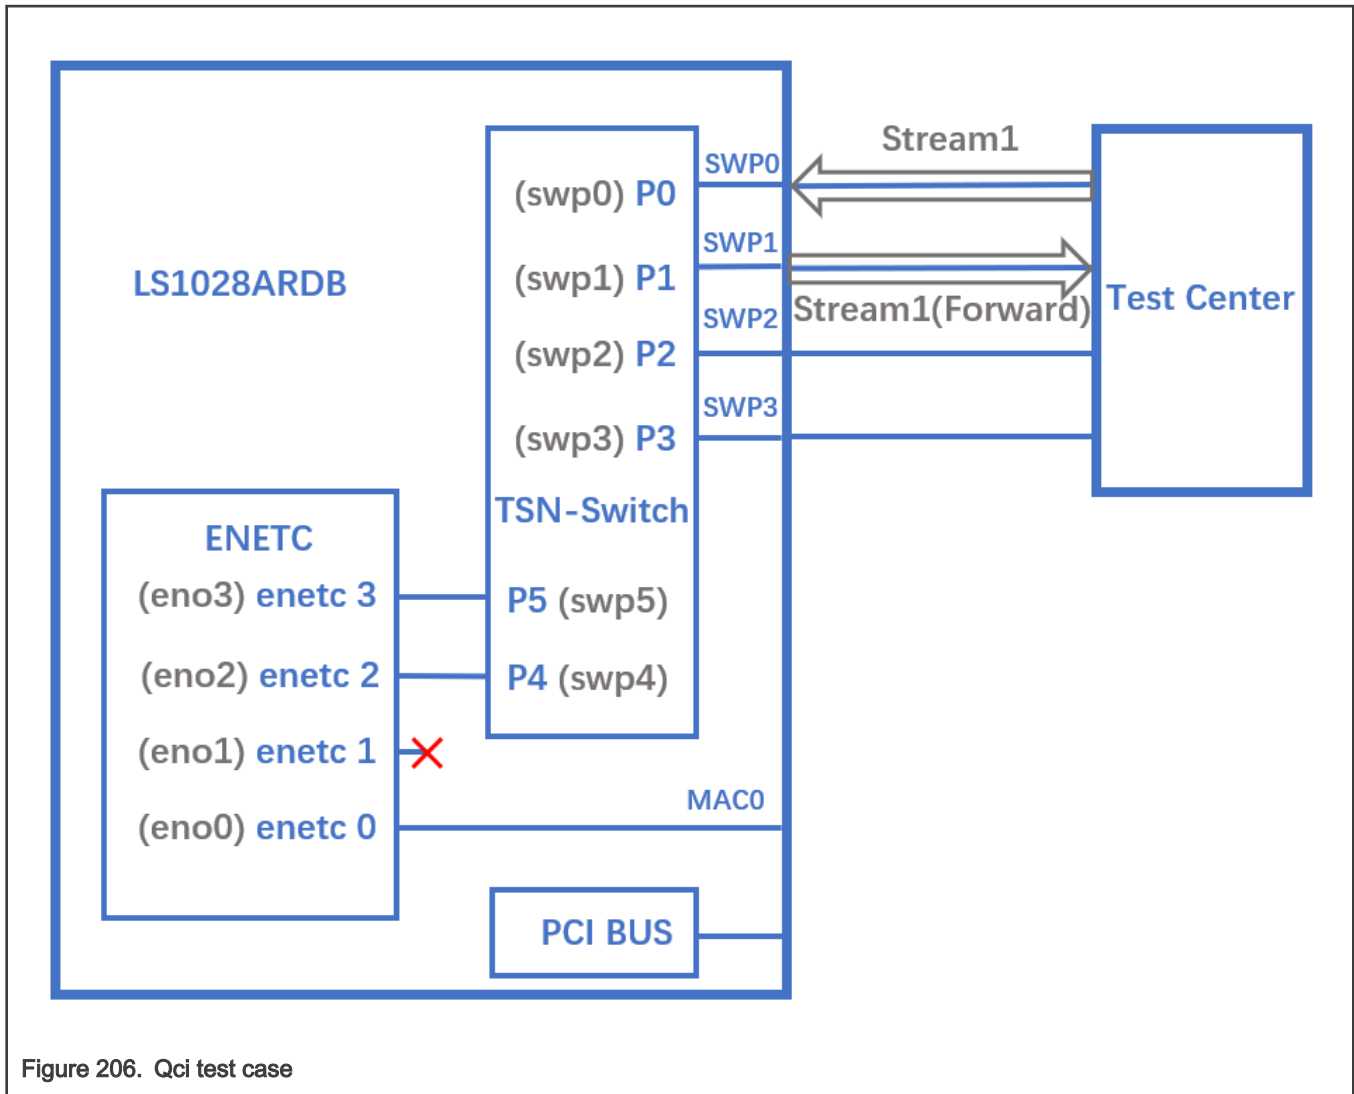 Stream1
SWP0
(swp0) P0
SWP1
(swp1) P1
LS1028ARDB
Test Center
Stream1(Forward)
SWP2
(swp2) P2
SWP3
(swp3) P3
TSN-Switch
ENETC
(eno3) enetc 3
P5 (swp5)
(eno2) enetc 2
P4 (swp4)
(eno1) enetc 1
MAC0
(eno0) enetc 0
PCI BUS
Figure 206. Qci test case